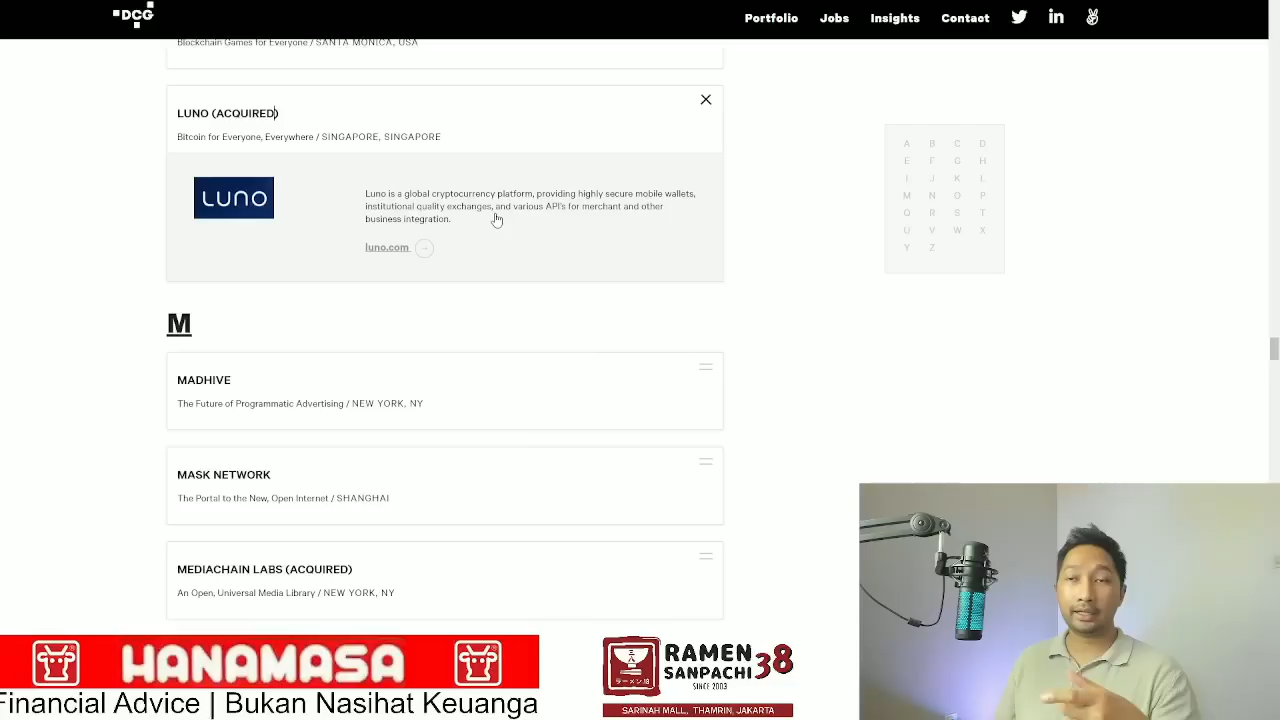 DCG
Portfolio Jobs Insights Contact
Blockchain Games for Everyone / SANTA MONICA, USA
LUNO (ACQUIRED)
Bitcoin for Everyone, Everywhere / SINGAPORE, SINGAPORE
LUNO
Luno is a global cryptocurrency platform, providing highly secure mobile wallets,
institutional quality exchanges, and various API's for merchant and other
business integration.
luno.com
A B C D
E F G H
I J K L
M N O P
Q R S T
U V W X
Y Z
M
MADHIVE
The Future of Programmatic Advertising / NEW YORK, NY
MASK NETWORK
The Portal to the New, Open Internet / SHANGHAI
MEDIACHAIN LABS (ACQUIRED)
An Open, Universal Media Library / NEW YORK, NY
HANAMASA
RAMEN
SANPACHI 38
SINCE 2003
SARINAH MALL, THAMRIN, JAKARTA
Financial Advice | Bukan Nasihat Keuanga